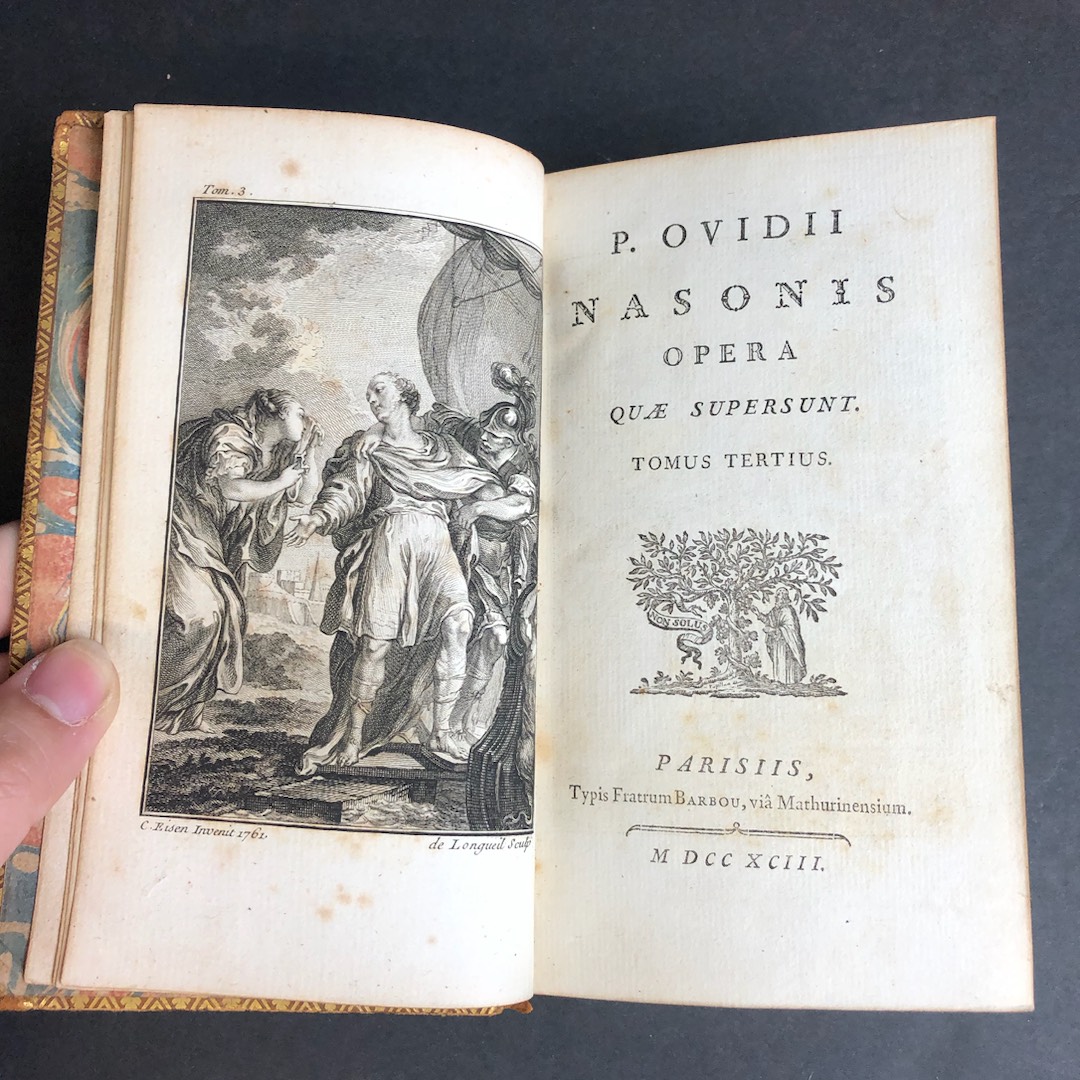 Tom. 3.
C. Eisen Invenit 1761.
de Longueil Sculp
P. OVIDII
NASONIS
OPERA
QUÆ SUPERSUNT.
TOMUS TERTIUS.
NON SOLUS
PARISIIS,
Typis Fratrum BARBOU, viâ Mathurinensium.
M DCC XCIII.